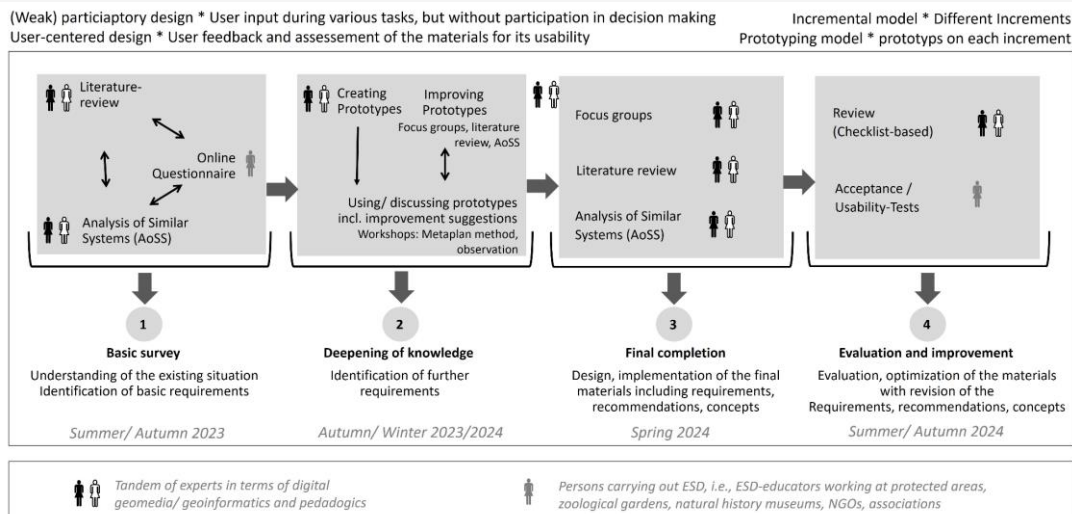 (Weak) particiaptory design * User input during various tasks, but without participation in decision making
User-centered design * User feedback and assessement of the materials for its usability
Incremental model * Different Increments
Prototyping model * prototyps on each increment
Literature-
review
Online
Questionnaire
Analysis of Similar
Systems (AoSS)
Creating
Prototypes
Improving
Prototypes
Focus groups, literature
review, AoSS
Using/ discussing prototypes
incl. improvement suggestions
Workshops: Metaplan method,
observation
Focus groups
Literature review
Analysis of Similar
Systems (AoSS)
Review
(Checklist-based)
Acceptance /
Usability-Tests
1
Basic survey
Understanding of the existing situation
Identification of basic requirements
Summer/ Autumn 2023
2
Deepening of knowledge
Identification of further
requirements
Autumn/ Winter 2023/2024
3
Final completion
Design, implementation of the final
materials including requirements,
recommendations, concepts
Spring 2024
4
Evaluation and improvement
Evaluation, optimization of the materials
with revision of the
Requirements, recommendations, concepts
Summer/ Autumn 2024
Tandem of experts in terms of digital
geomedia/ geoinformatics and pedadogics
Persons carrying out ESD, i.e., ESD-educators working at protected areas,
zoological gardens, natural history museums, NGOs, associations